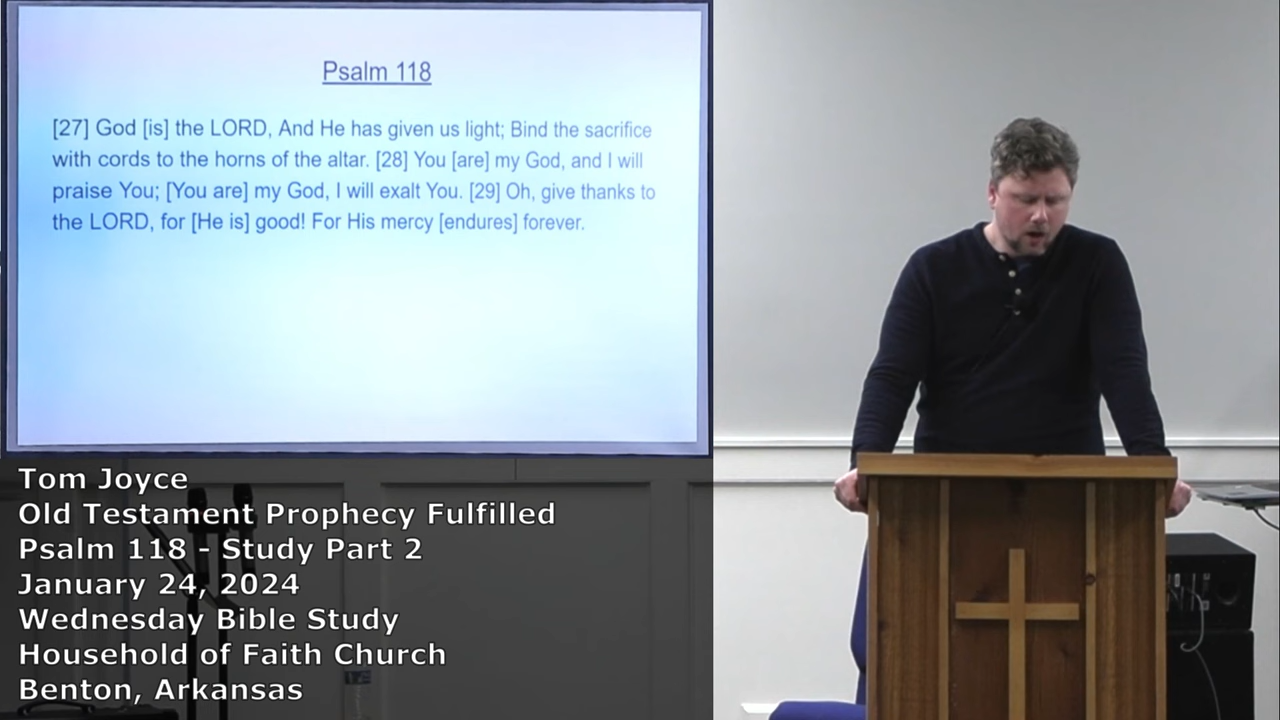 Psalm 118
[27] God [is] the LORD, And He has given us light; Bind the sacrifice
with cords to the horns of the altar. [28] You [are] my God, and I will
praise You; [You are] my God, I will exalt You. [29] Oh, give thanks to
the LORD, for [He is] good! For His mercy [endures] forever.
Tom Joyce
Old Testament Prophecy Fulfilled
Psalm 118 - Study Part 2
January 24, 2024
Wednesday Bible Study
Household of Faith Church
Benton, Arkansas